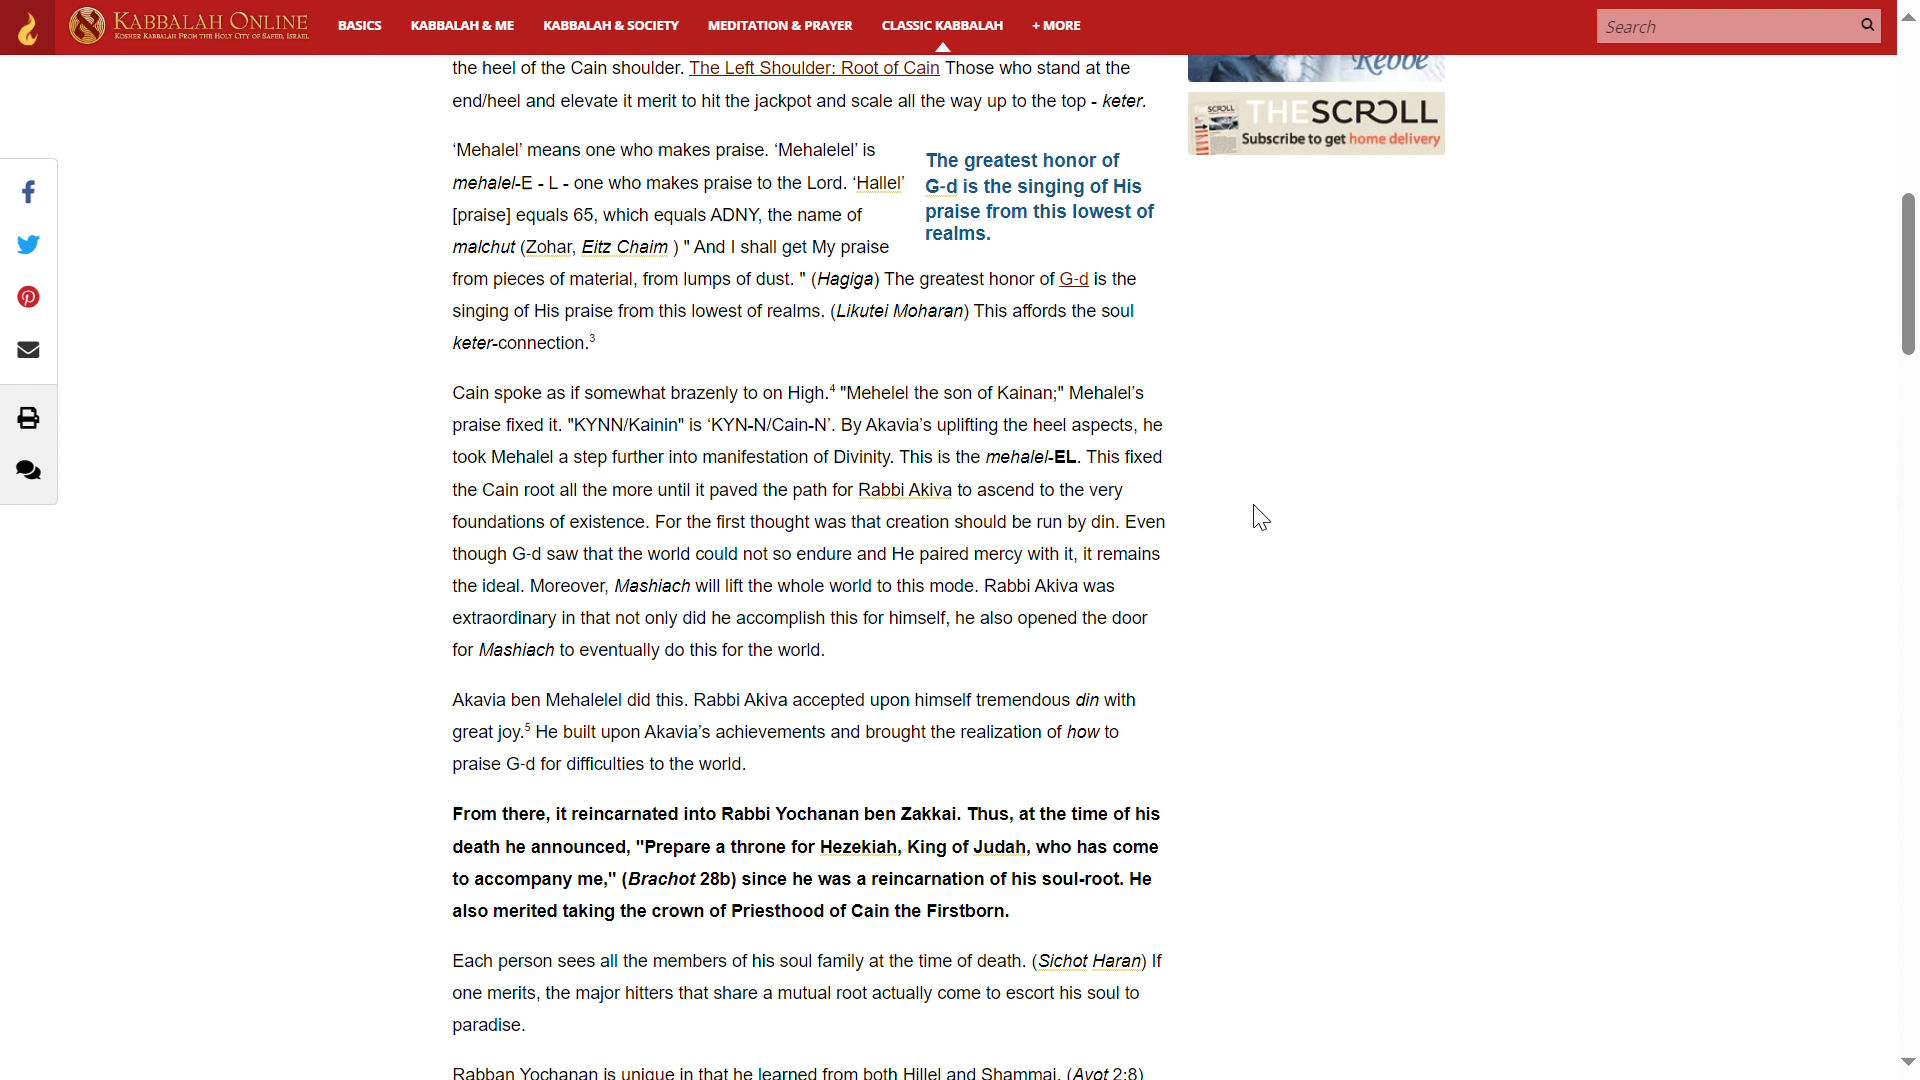 KABBALAH ONLINE
KOSHER KABBALAH FROM THE HOLY CITY OF SAFED, ISRAEL
BASICS
KABBALAH & ME
KABBALAH & SOCIETY
MEDITATION & PRAYER
CLASSIC KABBALAH
+ MORE
Search
the heel of the Cain shoulder. The Left Shoulder: Root of Cain Those who stand at the
end/heel and elevate it merit to hit the jackpot and scale all the way up to the top - keter.
‘Mehalel’ means one who makes praise. ‘Mehalelel’ is
mehalel-E - L - one who makes praise to the Lord. ‘Hallel’
[praise] equals 65, which equals ADNY, the name of
malchut (Zohar, Eitz Chaim ) " And I shall get My praise
from pieces of material, from lumps of dust. " (Hagiga) The greatest honor of G-d is the
singing of His praise from this lowest of realms. (Likutei Moharan) This affords the soul
keter-connection.3
The greatest honor of
G-d is the singing of His
praise from this lowest of
realms.
Cain spoke as if somewhat brazenly to on High.4 "Mehelel the son of Kainan;" Mehalel’s
praise fixed it. "KYNN/Kainin" is ‘KYN-N/Cain-N’. By Akavia’s uplifting the heel aspects, he
took Mehalel a step further into manifestation of Divinity. This is the mehalel-EL. This fixed
the Cain root all the more until it paved the path for Rabbi Akiva to ascend to the very
foundations of existence. For the first thought was that creation should be run by din. Even
though G-d saw that the world could not so endure and He paired mercy with it, it remains
the ideal. Moreover, Mashiach will lift the whole world to this mode. Rabbi Akiva was
extraordinary in that not only did he accomplish this for himself, he also opened the door
for Mashiach to eventually do this for the world.
Akavia ben Mehalelel did this. Rabbi Akiva accepted upon himself tremendous din with
great joy.5 He built upon Akavia’s achievements and brought the realization of how to
praise G-d for difficulties to the world.
From there, it reincarnated into Rabbi Yochanan ben Zakkai. Thus, at the time of his
death he announced, "Prepare a throne for Hezekiah, King of Judah, who has come
to accompany me," (Brachot 28b) since he was a reincarnation of his soul-root. He
also merited taking the crown of Priesthood of Cain the Firstborn.
Each person sees all the members of his soul family at the time of death. (Sichot Haran) If
one merits, the major hitters that share a mutual root actually come to escort his soul to
paradise.
Rabban Yochanan is unique in that he learned from both Hillel and Shammai. (Avot 2:8)
Rebbe
SCROLL
THE SCROLL
Subscribe to get home delivery